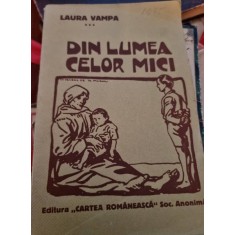 LAURA VAMPA
DIN LUMEA
CELOR MICI
Editura „CARTEA ROMÂNEASCĂ" Soc. Anonimă